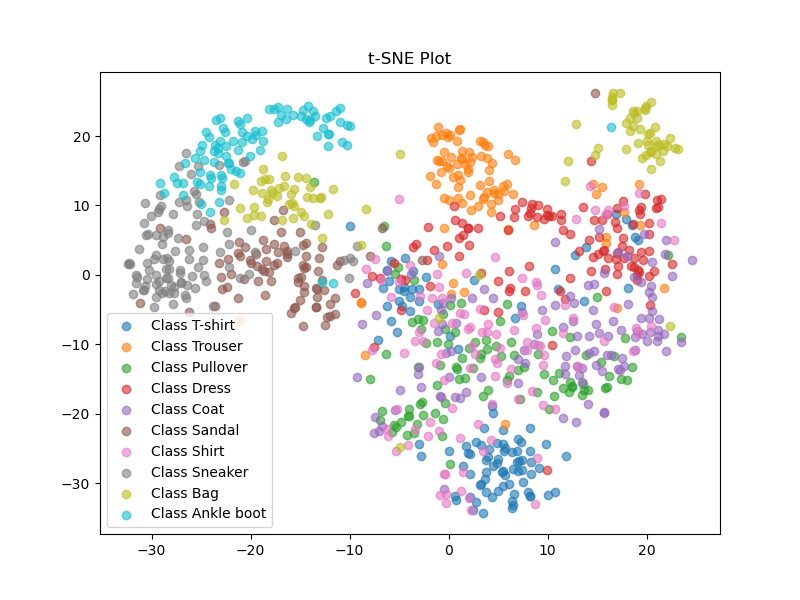 t-SNE Plot
20
10
0
−10
−20
−30
−30
−20
−10
0
10
20
Class T-shirt
Class Trouser
Class Pullover
Class Dress
Class Coat
Class Sandal
Class Shirt
Class Sneaker
Class Bag
Class Ankle boot